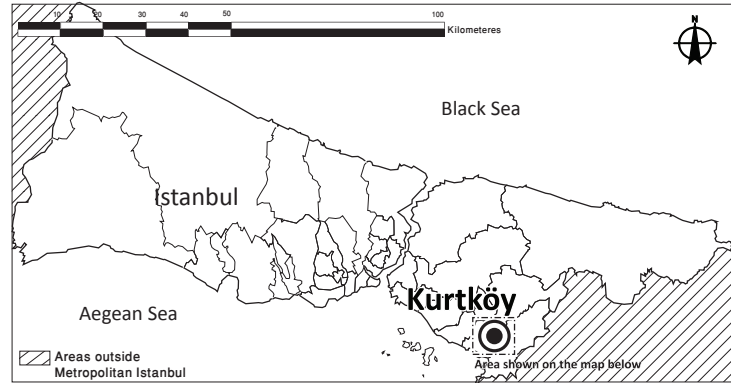 10 20 30 40 50 100
Kilometeres
N
Black Sea
Istanbul
Kurtköy
Aegean Sea
Areas outside
Metropolitan Istanbul
Area shown on the map below